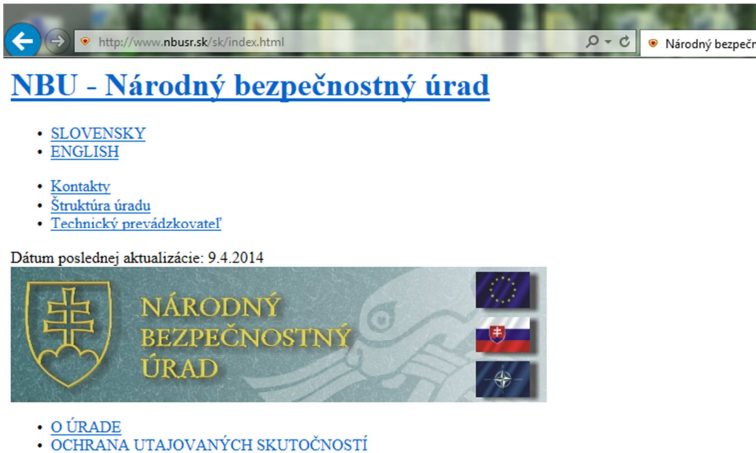 http://www.nbusr.sk/sk/index.html
Národný bezpečn
NBU - Národný bezpečnostný úrad
• SLOVENSKY
• ENGLISH
• Kontakty
• Štruktúra úradu
• Technický prevádzkovateľ
Dátum poslednej aktualizácie: 9.4.2014
NÁRODNÝ
BEZPEČNOSTNÝ
ÚRAD
• O ÚRADE
• OCHRANA UTAJOVANÝCH SKUTOČNOSTÍ